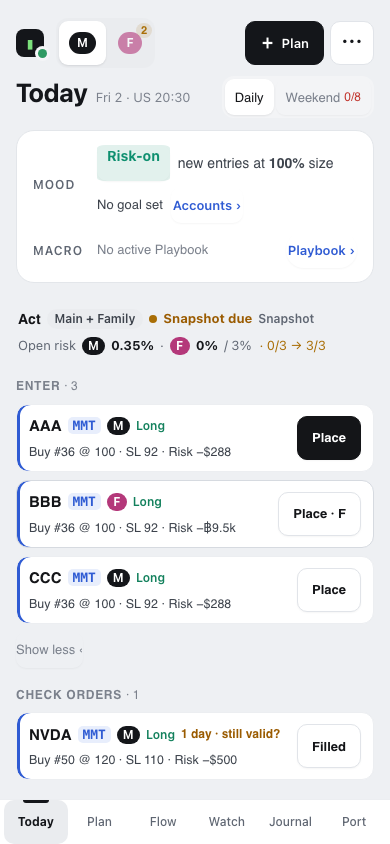 M F 2 + Plan •••
Today Fri 2 · US 20:30 Daily Weekend 0/8
MOOD Risk-on new entries at 100% size
No goal set Accounts ›
MACRO No active Playbook Playbook ›
Act Main + Family Snapshot due Snapshot
Open risk M 0.35% · F 0% / 3% · 0/3 → 3/3
ENTER · 3
AAA MMT M Long
Buy #36 @ 100 · SL 92 · Risk −$288
Place
BBB MMT F Long
Buy #36 @ 100 · SL 92 · Risk −฿9.5k
Place · F
CCC MMT M Long
Buy #36 @ 100 · SL 92 · Risk −$288
Place
Show less ‹
CHECK ORDERS · 1
NVDA MMT M Long 1 day · still valid?
Buy #50 @ 120 · SL 110 · Risk −$500
Filled
Today Plan Flow Watch Journal Port